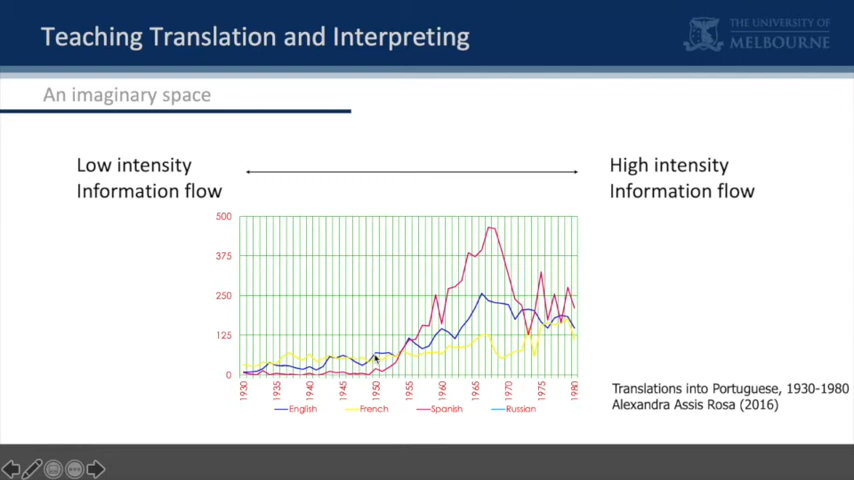 Teaching Translation and Interpreting
THE UNIVERSITY OF
MELBOURNE
An imaginary space
Low intensity
Information flow
High intensity
Information flow
500
375
250
125
0
1930
1935
1940
1945
1950
1955
1960
1965
1970
1975
1980
English
French
Spanish
Russian
Translations into Portuguese, 1930-1980
Alexandra Assis Rosa (2016)